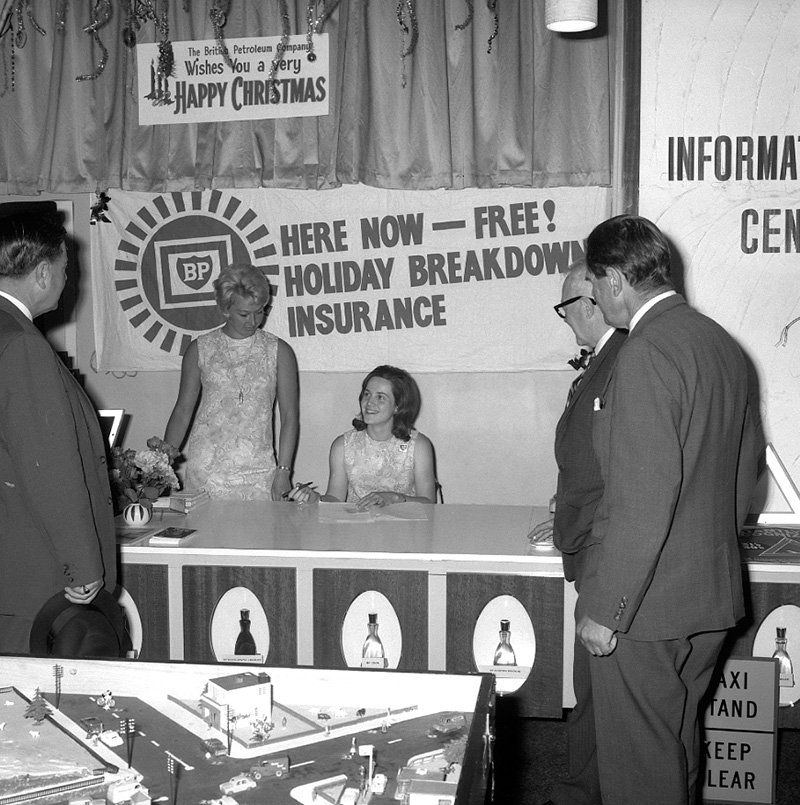 The British Petroleum Company
Wishes You a very
HAPPY CHRISTMAS
BP
HERE NOW — FREE!
HOLIDAY BREAKDOWN
INSURANCE
INFORMAT
CEN
AXI
TAND
KEEP
LEAR